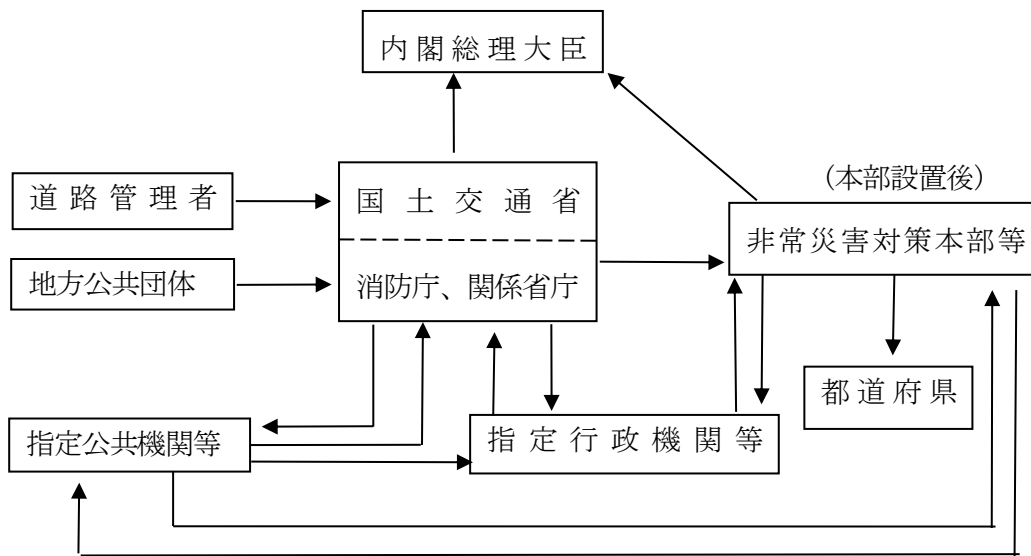 内閣総理大臣
道路管理者
国土交通省
(本部設置後)
非常災害対策本部等
地方公共団体
消防庁、関係省庁
都道府県
指定公共機関等
指定行政機関等